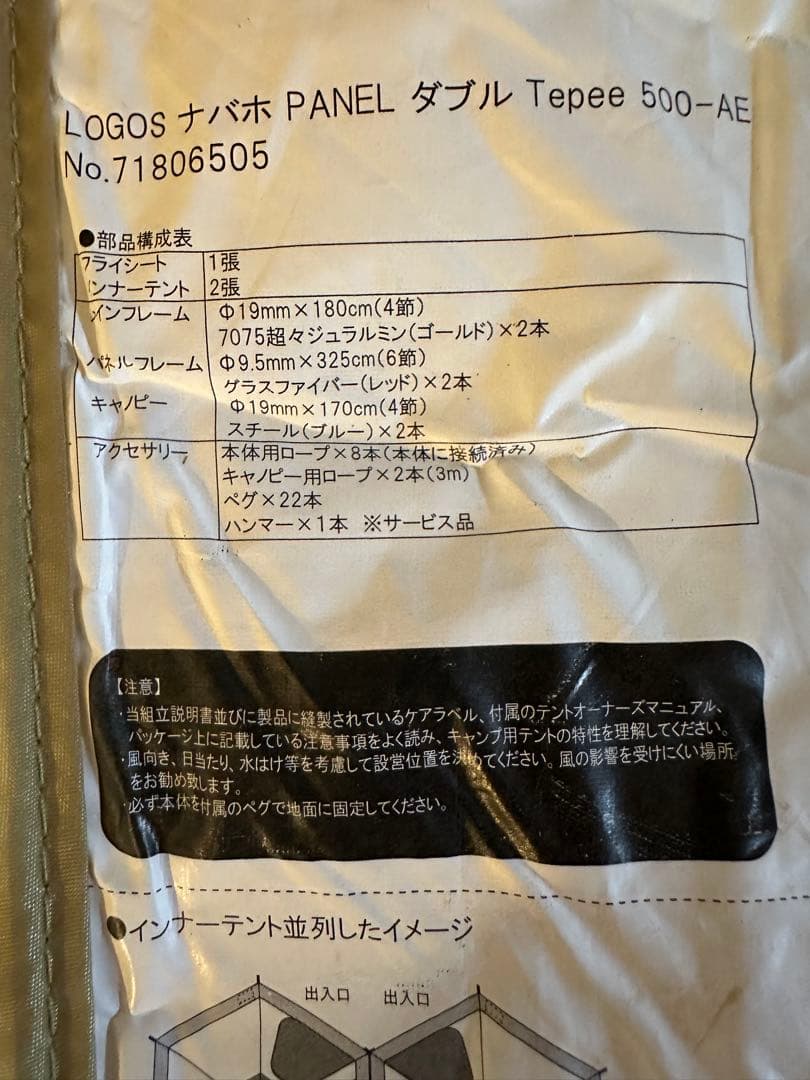 LOGOS ナバホ PANEL ダブル Tepee 500-AE
No.71806505
●部品構成表
フライシート 1張
インナーテント 2張
メインフレーム Φ19mm×180cm(4節)
7075超々ジュラルミン(ゴールド)×2本
パネルフレーム Φ9.5mm×325cm(6節)
グラスファイバー(レッド)×2本
キャノピー Φ19mm×170cm(4節)
スチール(ブルー)×2本
アクセサリー 本体用ロープ×8本(本体に接続済み)
キャノピー用ロープ×2本(3m)
ペグ×22本
ハンマー×1本 ※サービス品
【注意】
・当組立説明書並びに製品に縫製されているケアラベル、付属のテントオーナーズマニュアル、
パッケージ上に記載している注意事項をよく読み、キャンプ用テントの特性を理解してください。
・風向き、日当たり、水はけ等を考慮して設営位置を決めてください。風の影響を受けにくい場所
をお勧め致します。
・必ず本体を付属のペグで地面に固定してください。
●インナーテント並列したイメージ
出入口 出入口